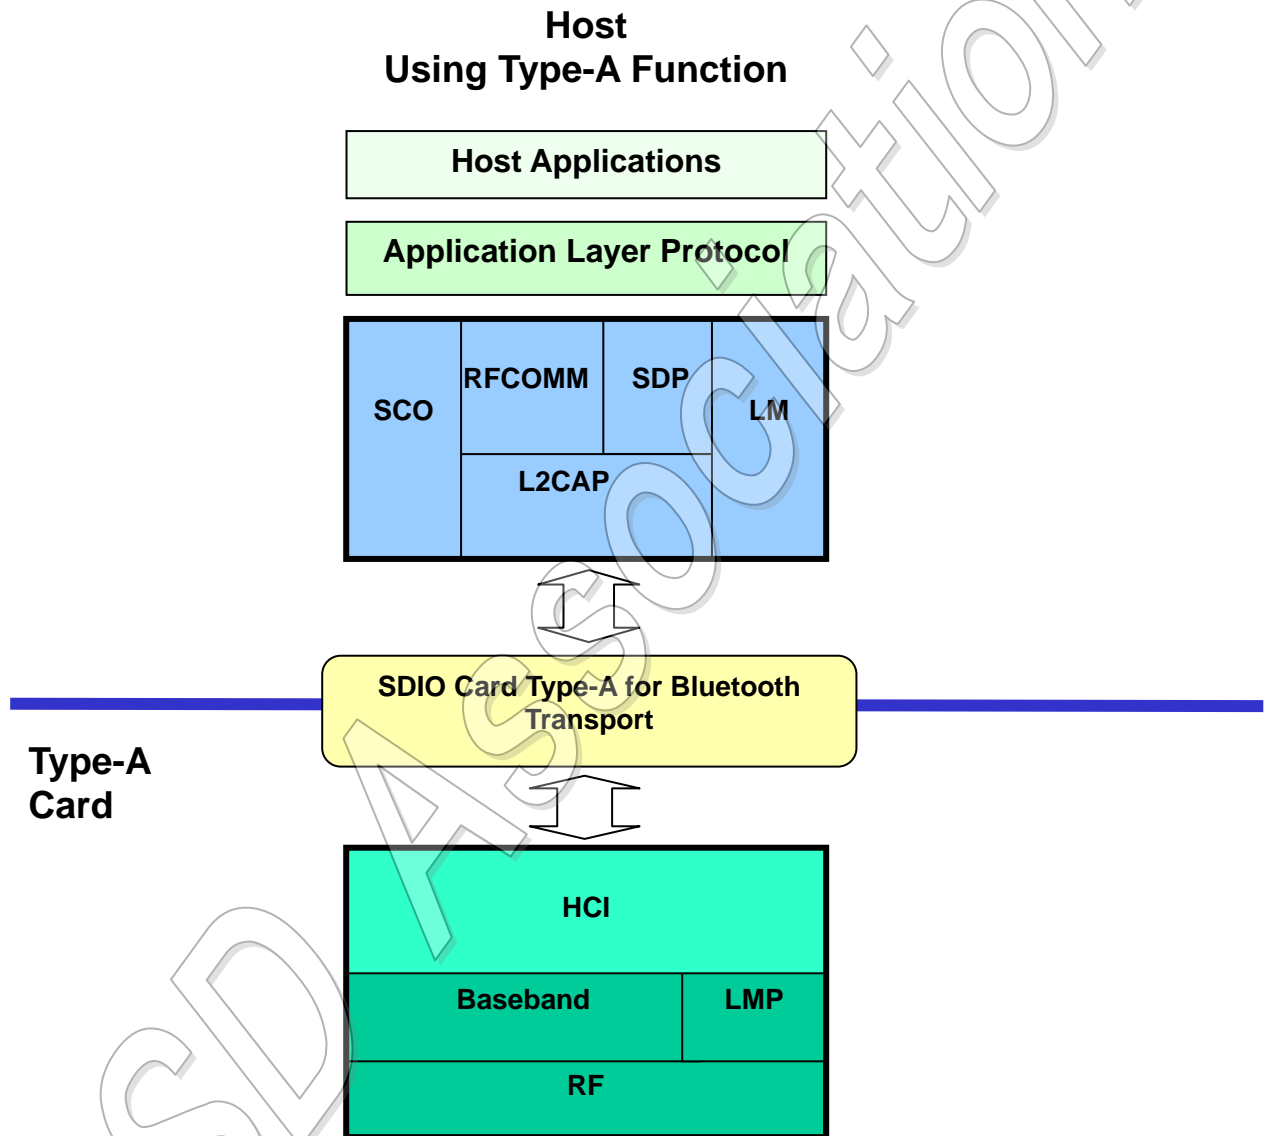 Host
Using Type-A Function
Host Applications
Application Layer Protocol
RFCOMM
SDP
SCO
LM
L2CAP
SDIO Card Type-A for Bluetooth
Transport
Type-A
Card
HCI
Baseband
LMP
RF
SD Association